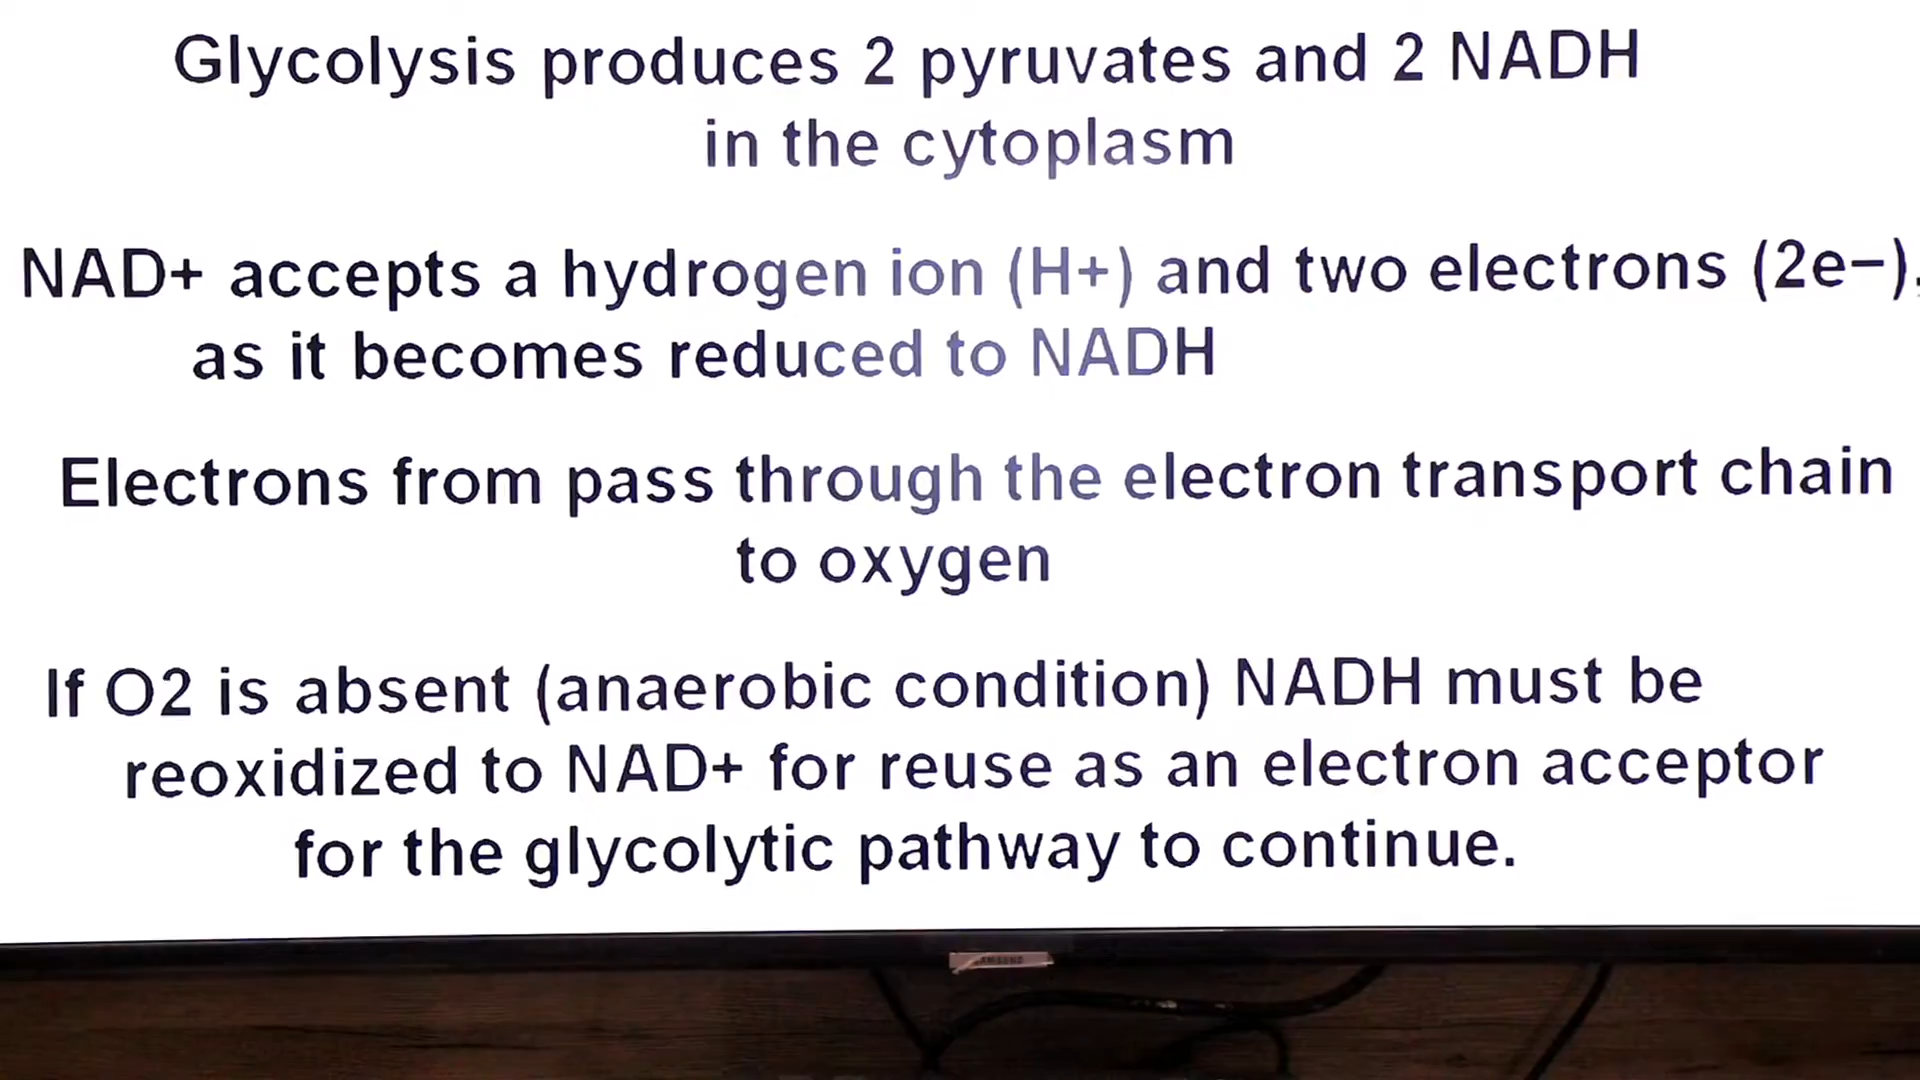 Glycolysis produces 2 pyruvates and 2 NADH
in the cytoplasm
NAD+ accepts a hydrogen ion (H+) and two electrons (2e−),
as it becomes reduced to NADH
Electrons from pass through the electron transport chain
to oxygen
If O2 is absent (anaerobic condition) NADH must be
reoxidized to NAD+ for reuse as an electron acceptor
for the glycolytic pathway to continue.
SAMSUNG